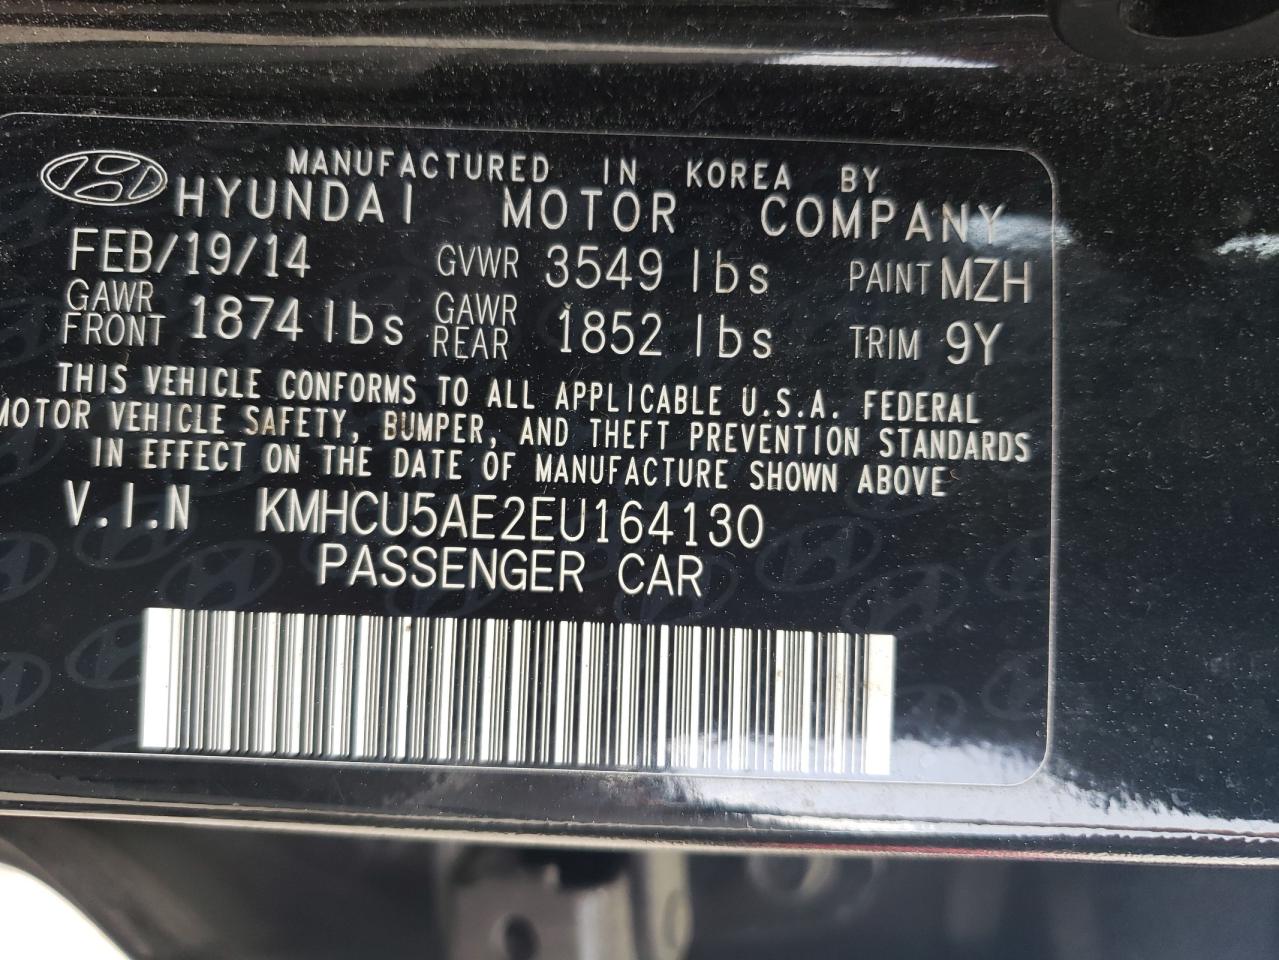 MANUFACTURED IN KOREA BY
HYUNDAI MOTOR COMPANY
FEB/19/14 GVWR 3549 lbs PAINT MZH
GAWR FRONT 1874 lbs GAWR REAR 1852 lbs TRIM 9Y
THIS VEHICLE CONFORMS TO ALL APPLICABLE U.S.A. FEDERAL
MOTOR VEHICLE SAFETY, BUMPER, AND THEFT PREVENTION STANDARDS
IN EFFECT ON THE DATE OF MANUFACTURE SHOWN ABOVE
V.I.N KMHCU5AE2EU164130
PASSENGER CAR